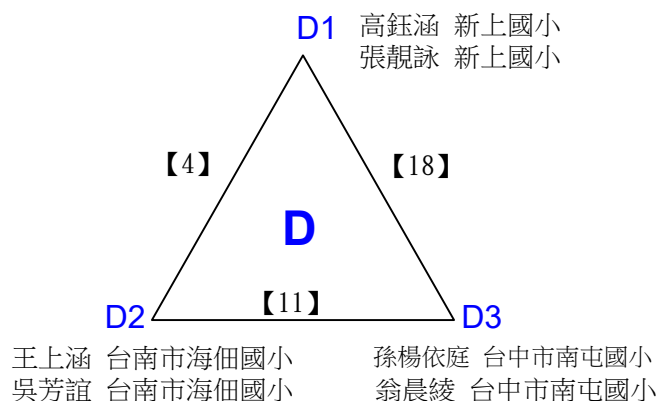 D1
高鈺涵 新上國小
張靚詠 新上國小
【4】
【18】
D
【11】
D2
D3
王上涵 台南市海佃國小
孫楊依庭 台中市南屯國小
吳芳誼 台南市海佃國小
翁晨綾 台中市南屯國小